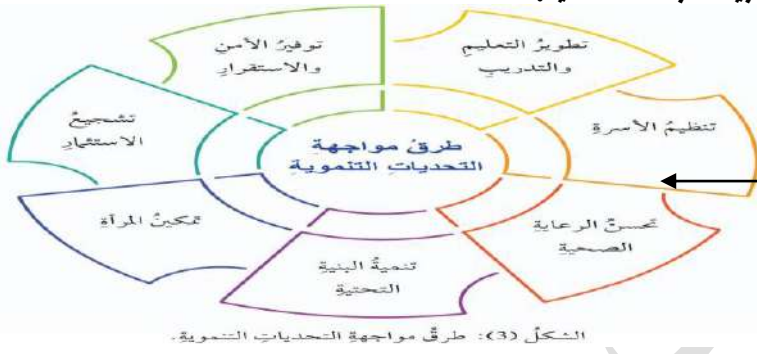 توفيرُ الأمنِ
والاستقرارِ
تطويرُ التعليمِ
والتدريبِ
تشجيعُ
الاستثمارِ
تنظيمُ الأسرةِ
طرقُ مواجهةِ
التحدياتِ التنمويةِ
تمكينُ المرأةِ
تحسنُ الرعايةِ
الصحيةِ
تنميةُ البنيةِ
التحتيةِ
الشكلُ (3): طرقُ مواجهةِ التحدياتِ التنمويةِ.